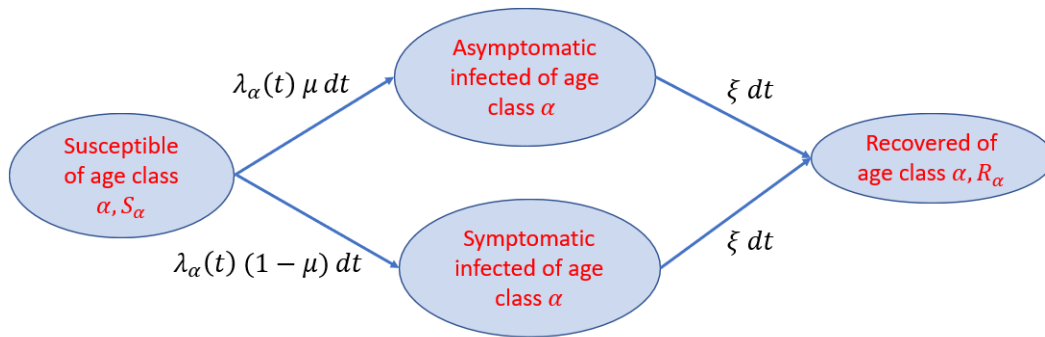 Susceptible
of age class
α, S_α
λ_α(t) μ dt
λ_α(t) (1 − μ) dt
Asymptomatic
infected of age
class α
Symptomatic
infected of age
class α
ξ dt
ξ dt
Recovered of
age class α, R_α